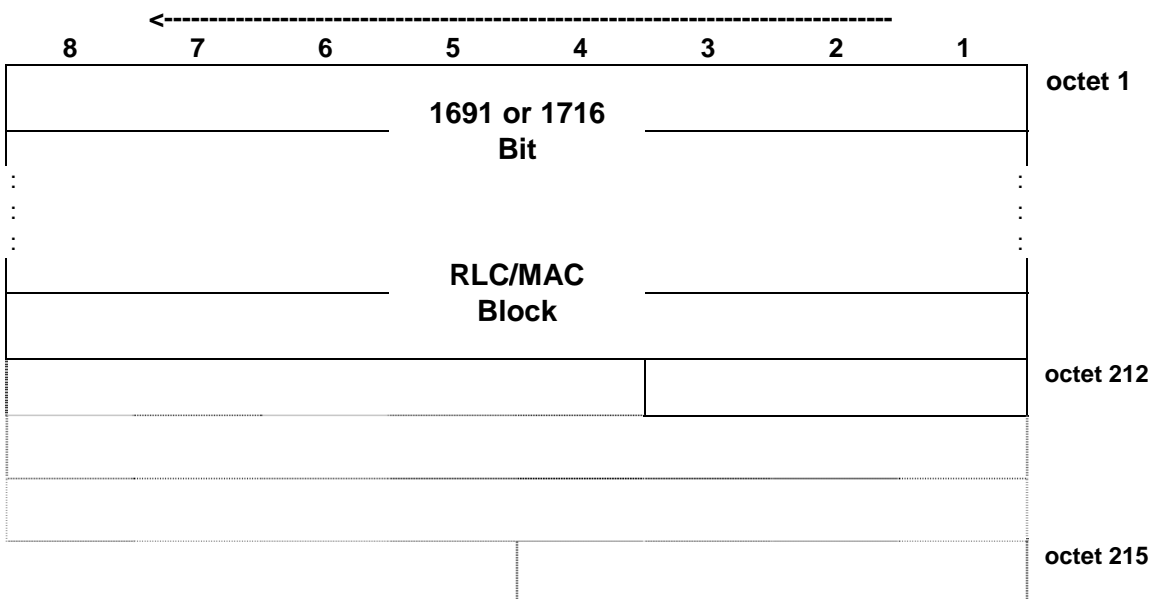 8 7 6 5 4 3 2 1
octet 1
1691 or 1716
Bit
: :
: :
: :
RLC/MAC
Block
octet 212
octet 215